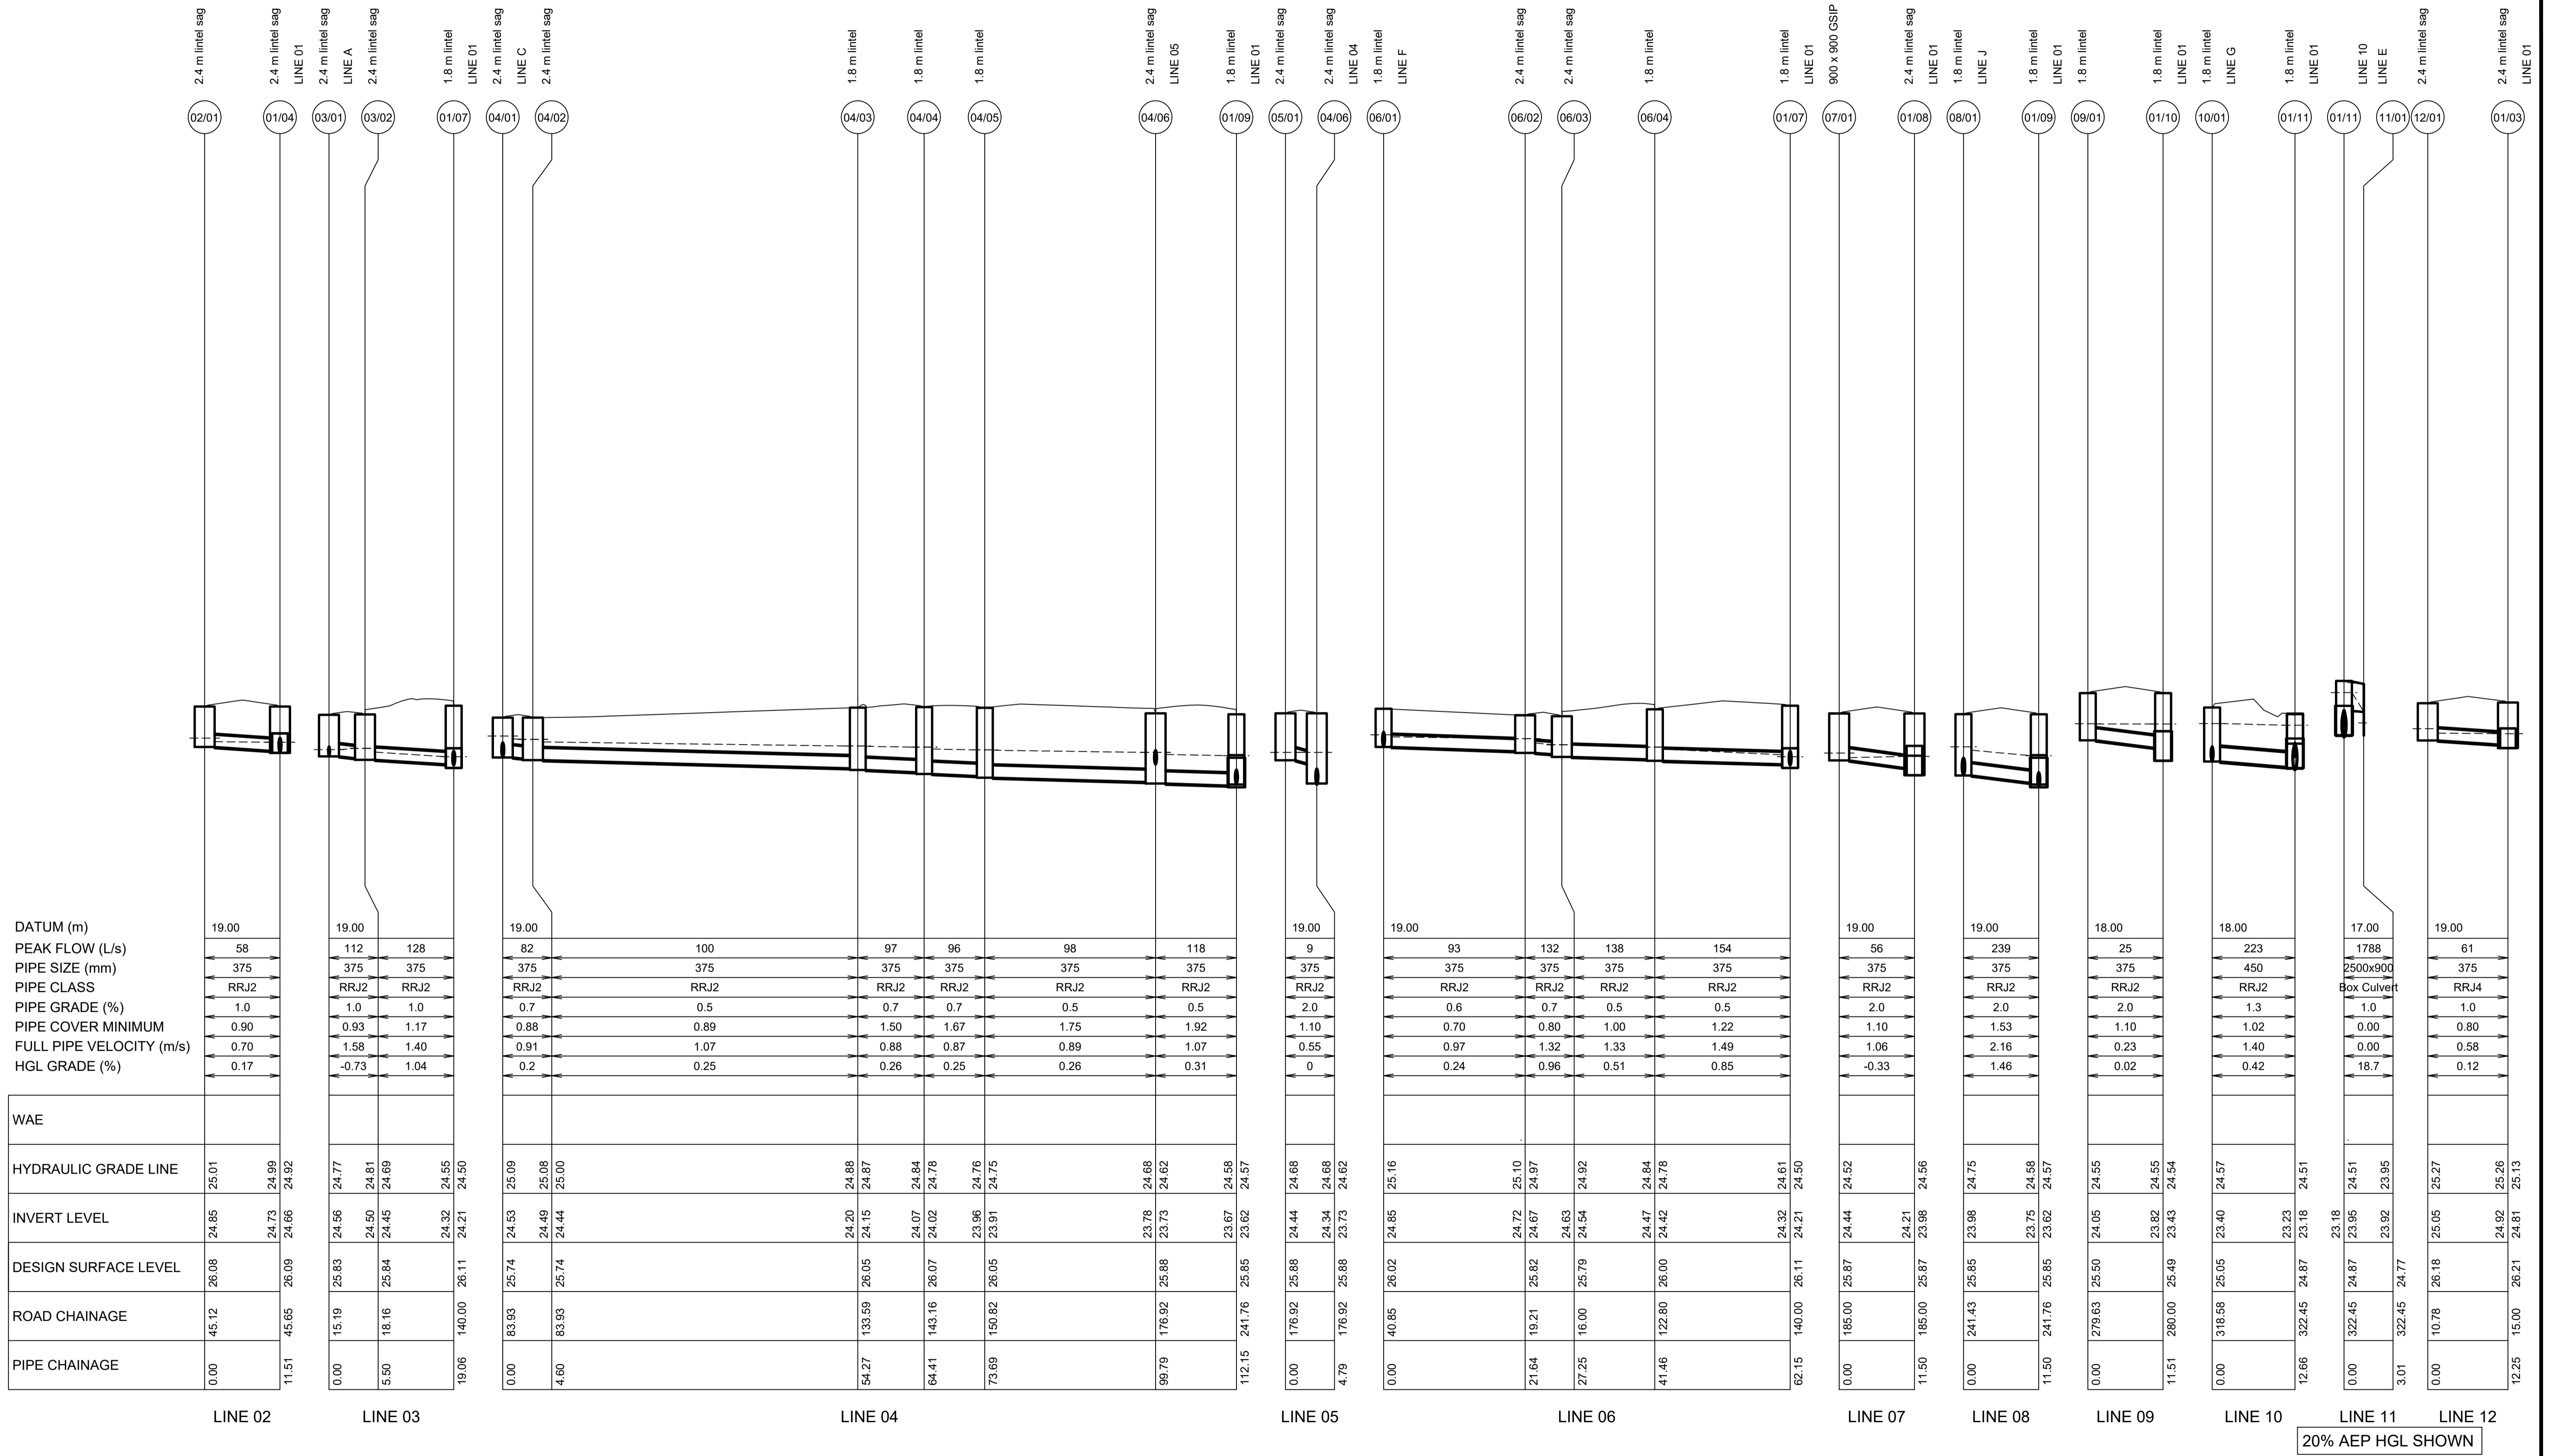 2.4 m lintel sag
2.4 m lintel sag
LINE 01
2.4 m lintel sag
LINE A
2.4 m lintel sag
1.8 m lintel
LINE 01
2.4 m lintel sag
LINE C
2.4 m lintel sag
1.8 m lintel
1.8 m lintel
1.8 m lintel
2.4 m lintel sag
LINE 05
1.8 m lintel
LINE 01
2.4 m lintel sag
2.4 m lintel sag
LINE 04
1.8 m lintel
LINE F
2.4 m lintel sag
2.4 m lintel sag
1.8 m lintel
1.8 m lintel
LINE 01
900 x 900 GSIP
2.4 m lintel sag
LINE 01
1.8 m lintel
LINE J
1.8 m lintel
LINE 01
1.8 m lintel
1.8 m lintel
LINE 01
1.8 m lintel
LINE G
1.8 m lintel
LINE 01
LINE 10
LINE E
2.4 m lintel sag
2.4 m lintel sag
LINE 01
02/01 01/04 03/01 03/02 01/07 04/01 04/02 04/03 04/04 04/05 04/06 01/09 05/01 04/06 06/01 06/02 06/03 06/04 01/07 07/01 01/08 08/01 01/09 09/01 01/10 10/01 01/11 01/11 11/01 12/01 01/03
DATUM (m) 19.00 19.00 19.00 19.00 19.00 19.00 19.00 18.00 18.00 17.00 19.00
PEAK FLOW (L/s) 58 112 128 82 100 97 96 98 118 9 93 132 138 154 56 239 25 223 1788 61
PIPE SIZE (mm) 375 375 375 375 375 375 375 375 375 375 375 375 375 375 375 375 375 450 2500x900 375
PIPE CLASS RRJ2 RRJ2 RRJ2 RRJ2 RRJ2 RRJ2 RRJ2 RRJ2 RRJ2 RRJ2 RRJ2 RRJ2 RRJ2 RRJ2 RRJ2 RRJ2 RRJ2 RRJ2 Box Culvert RRJ4
PIPE GRADE (%) 1.0 1.0 1.0 0.7 0.5 0.7 0.7 0.5 0.5 2.0 0.6 0.7 0.5 0.5 2.0 2.0 2.0 1.3 1.0 1.0
PIPE COVER MINIMUM 0.90 0.93 1.17 0.88 0.89 1.50 1.67 1.75 1.92 1.10 0.70 0.80 1.00 1.22 1.10 1.53 1.10 1.02 0.00 0.80
FULL PIPE VELOCITY (m/s) 0.70 1.58 1.40 0.91 1.07 0.88 0.87 0.89 1.07 0.55 0.97 1.32 1.33 1.49 1.06 2.16 0.23 1.40 0.00 0.58
HGL GRADE (%) 0.17 -0.73 1.04 0.2 0.25 0.26 0.25 0.26 0.31 0 0.24 0.96 0.51 0.85 -0.33 1.46 0.02 0.42 18.7 0.12
WAE
HYDRAULIC GRADE LINE 25.01 24.99 24.92 24.77 24.81 24.69 24.55 24.50 25.09 25.08 25.00 24.88 24.87 24.84 24.78 24.76 24.75 24.68 24.62 24.58 24.57 24.68 24.68 24.62 25.16 25.10 24.97 24.92 24.84 24.78 24.61 24.50 24.52 24.56 24.75 24.58 24.57 24.55 24.55 24.54 24.57 24.51 24.51 23.95 25.27 25.26 25.13
INVERT LEVEL 24.85 24.73 24.66 24.56 24.50 24.45 24.32 24.21 24.53 24.49 24.44 24.20 24.15 24.07 24.02 23.96 23.91 23.78 23.73 23.67 23.62 24.44 24.34 23.73 24.85 24.72 24.67 24.63 24.54 24.47 24.42 24.32 24.21 24.44 24.21 23.98 23.98 23.75 23.62 24.05 23.82 23.43 23.40 23.23 23.18 23.18 23.95 23.92 25.05 24.92 24.81
DESIGN SURFACE LEVEL 26.08 26.09 25.83 25.84 26.11 25.74 25.74 26.05 26.07 26.05 25.88 25.85 25.88 25.88 26.02 25.82 25.79 26.00 26.11 25.87 25.87 25.85 25.85 25.50 25.49 25.05 24.87 24.87 24.77 26.18 26.21
ROAD CHAINAGE 45.12 45.65 15.19 18.16 140.00 83.93 83.93 133.59 143.16 150.82 176.92 241.76 176.92 176.92 40.85 19.21 16.00 122.80 140.00 185.00 185.00 241.43 241.76 279.63 280.00 318.58 322.45 322.45 322.45 10.78 15.00
PIPE CHAINAGE 0.00 11.51 0.00 5.50 19.06 0.00 4.60 54.27 64.41 73.69 99.79 112.15 0.00 4.79 0.00 21.64 27.25 41.46 62.15 0.00 11.50 0.00 11.50 0.00 11.51 0.00 12.66 0.00 3.01 0.00 12.25
LINE 02 LINE 03 LINE 04 LINE 05 LINE 06 LINE 07 LINE 08 LINE 09 LINE 10 LINE 11 LINE 12
20% AEP HGL SHOWN